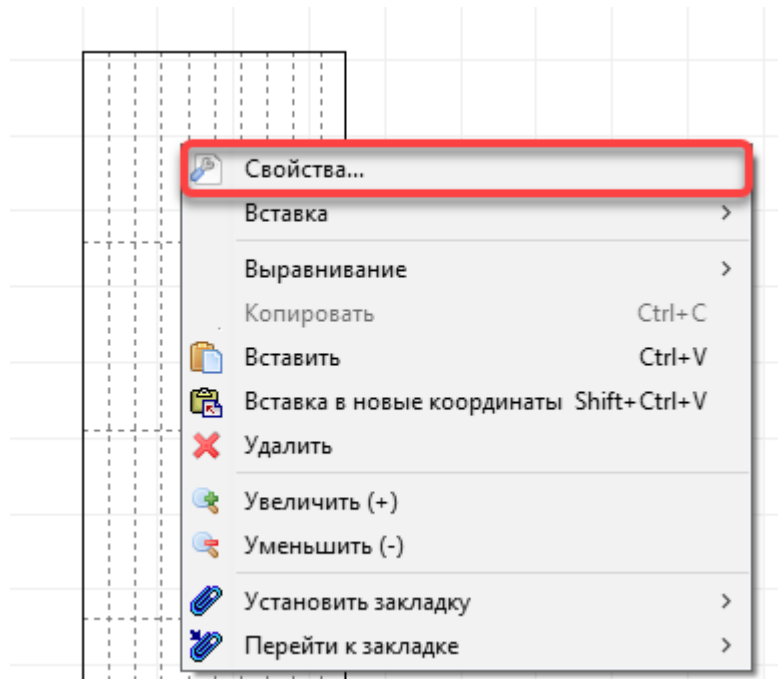 Свойства...
Вставка
Выравнивание
Копировать Ctrl+C
Вставить Ctrl+V
Вставка в новые координаты Shift+Ctrl+V
Удалить
Увеличить (+)
Уменьшить (-)
Установить закладку
Перейти к закладке